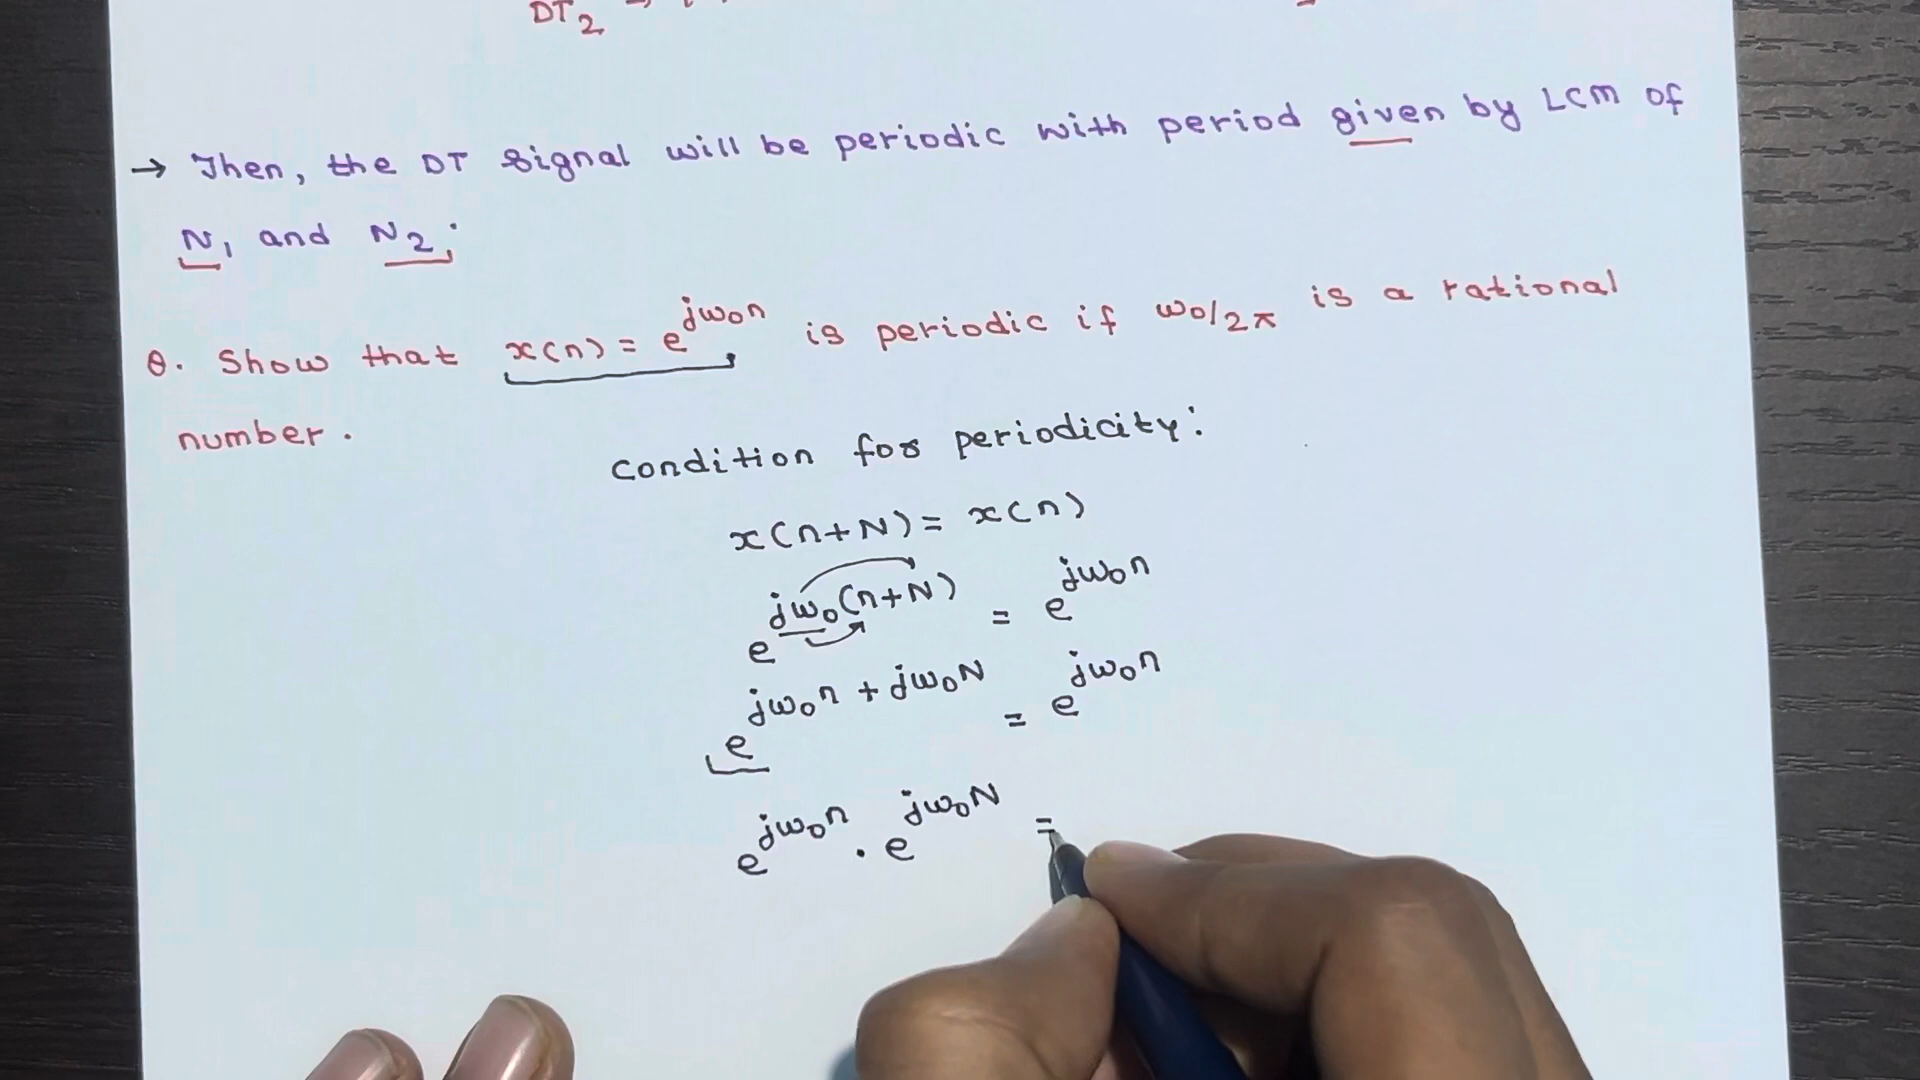 DT2
→ Then, the DT signal will be periodic with period given by LCM of
N1 and N2.
Q. Show that x(n) = e^jω0n is periodic if ω0/2π is a rational
number.
Condition for periodicity:
x(n+N) = x(n)
e^jω0(n+N) = e^jω0n
e^jω0n + jω0N = e^jω0n
e^jω0n . e^jω0N =